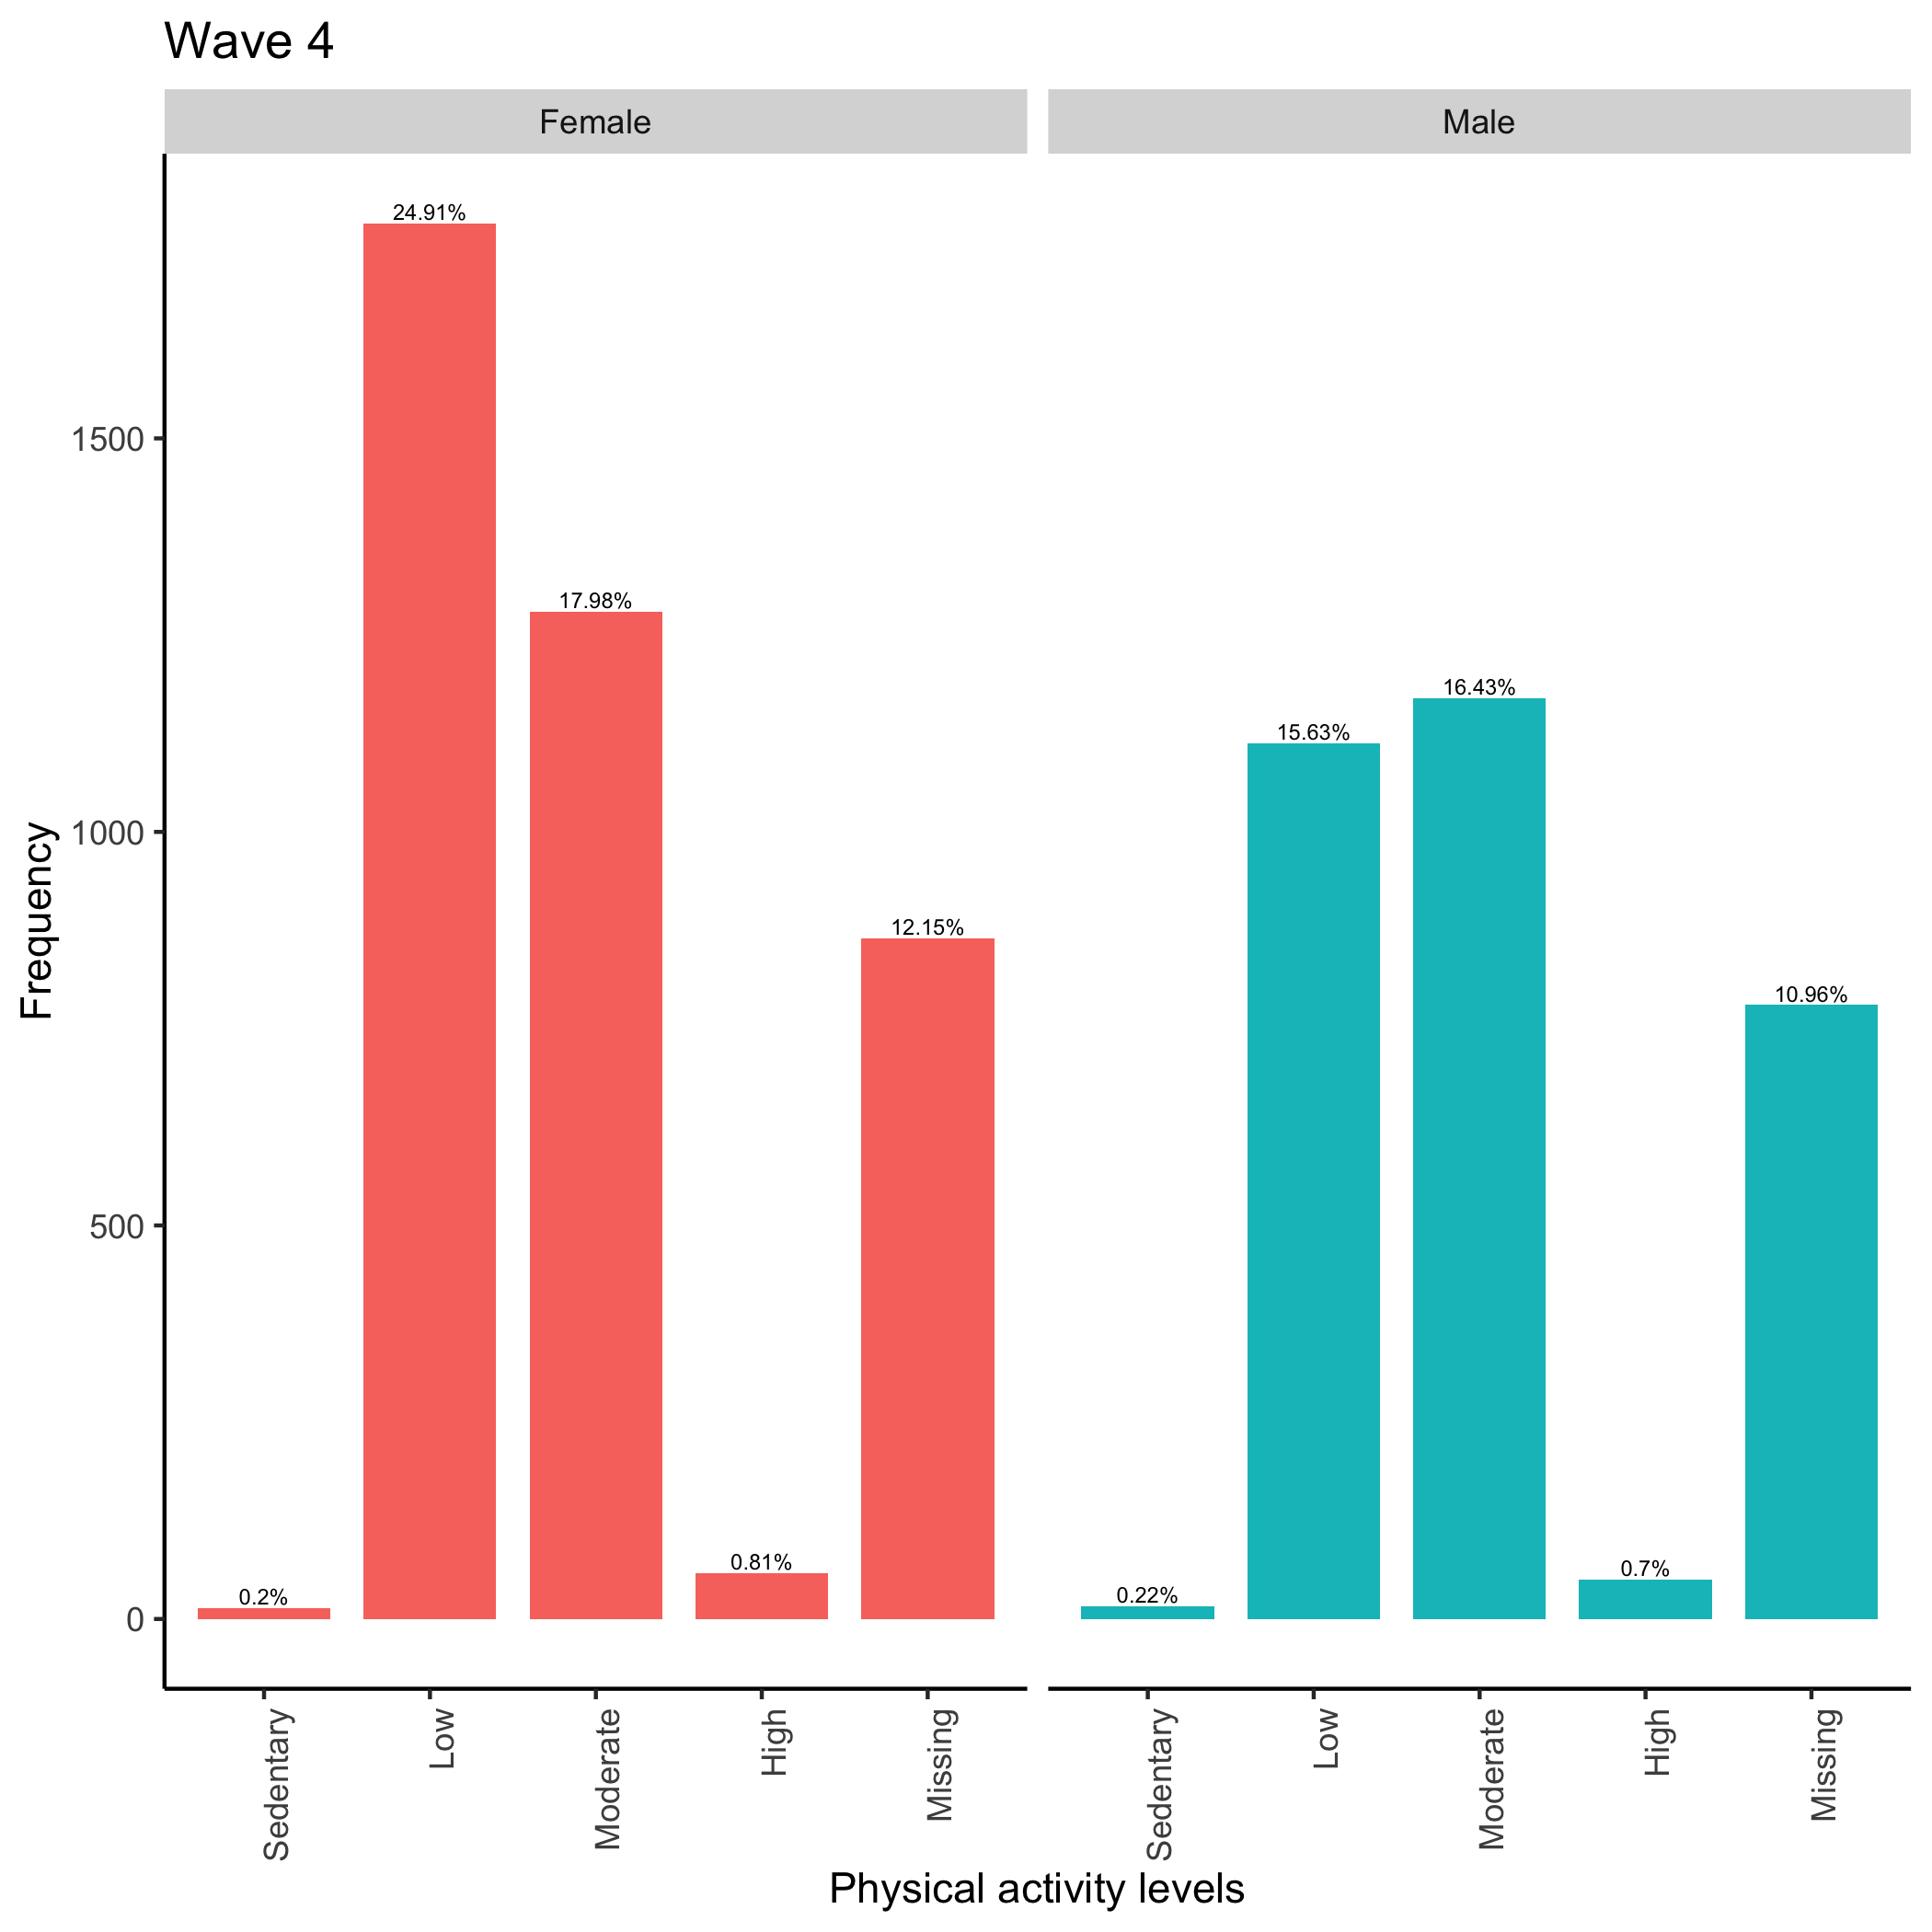 Wave 4
Female
Male
24.91%
17.98%
16.43%
15.63%
12.15%
10.96%
0.81%
0.7%
0.2%
0.22%
1500
1000
500
0
Frequency
Sedentary
Low
Moderate
High
Missing
Sedentary
Low
Moderate
High
Missing
Physical activity levels